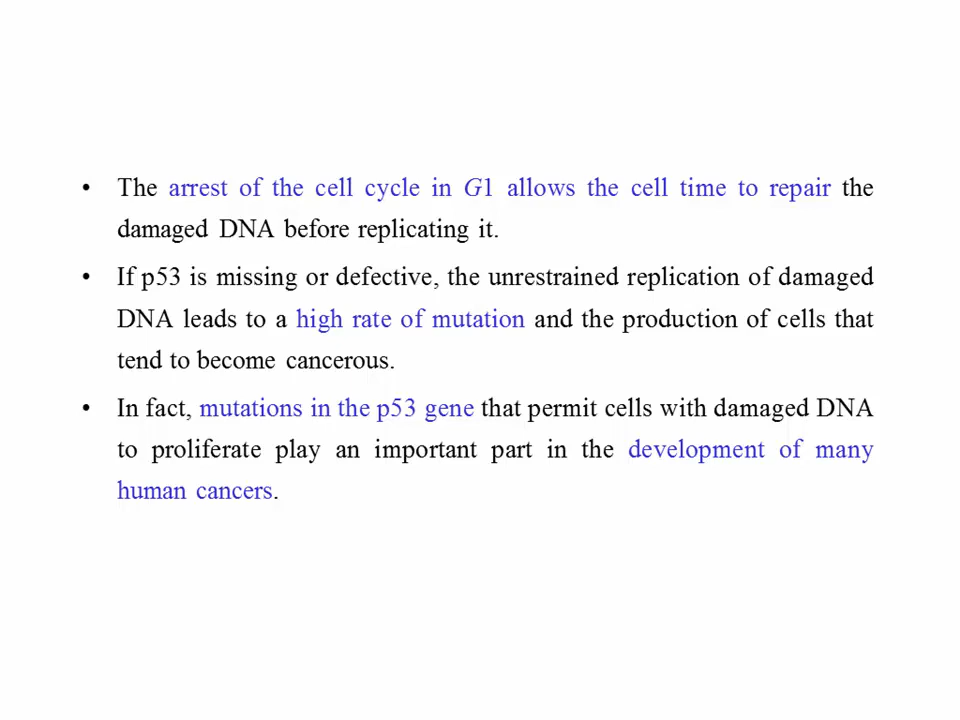 • The arrest of the cell cycle in G1 allows the cell time to repair the
damaged DNA before replicating it.
• If p53 is missing or defective, the unrestrained replication of damaged
DNA leads to a high rate of mutation and the production of cells that
tend to become cancerous.
• In fact, mutations in the p53 gene that permit cells with damaged DNA
to proliferate play an important part in the development of many
human cancers.